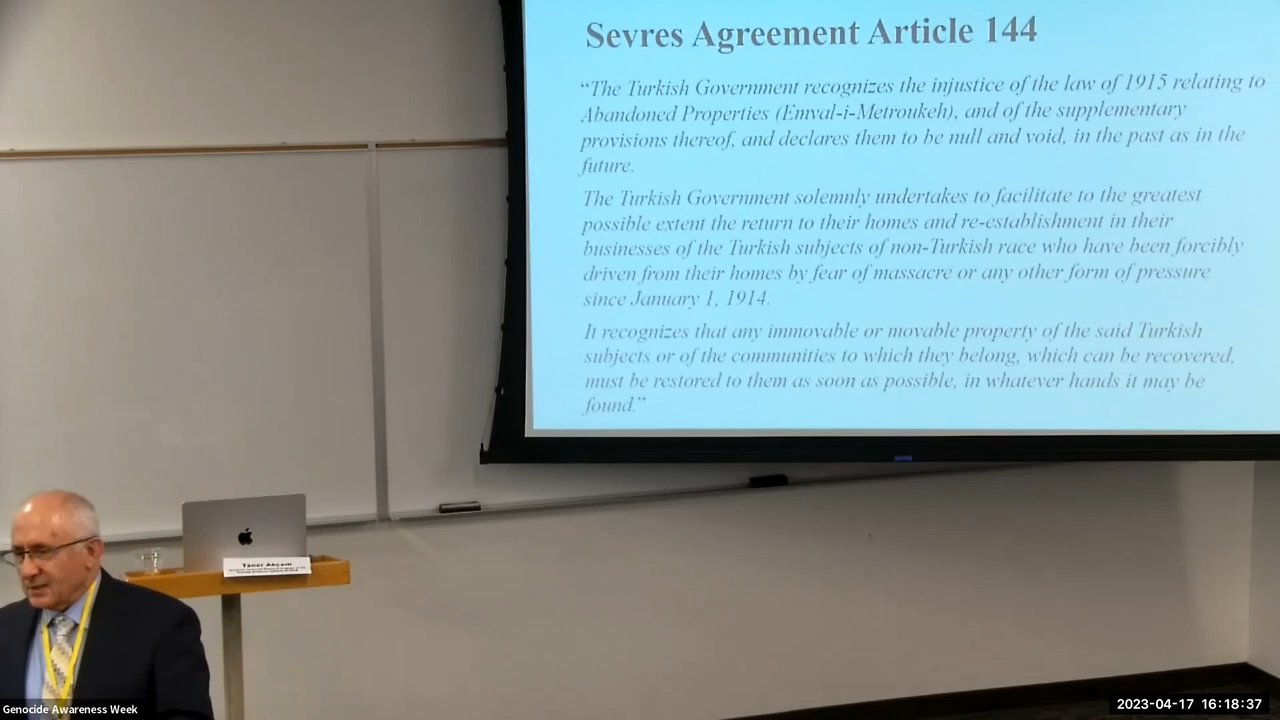 Sevres Agreement Article 144
“The Turkish Government recognizes the injustice of the law of 1915 relating to
Abandoned Properties (Emval-i-Metroukeh), and of the supplementary
provisions thereof, and declares them to be null and void, in the past as in the
future.
The Turkish Government solemnly undertakes to facilitate to the greatest
possible extent the return to their homes and re-establishment in their
businesses of the Turkish subjects of non-Turkish race who have been forcibly
driven from their homes by fear of massacre or any other form of pressure
since January 1, 1914.
It recognizes that any immovable or movable property of the said Turkish
subjects or of the communities to which they belong, which can be recovered,
must be restored to them as soon as possible, in whatever hands it may be
found.”
Taner Akçam
Genocide Awareness Week
2023-04-17 16:18:37